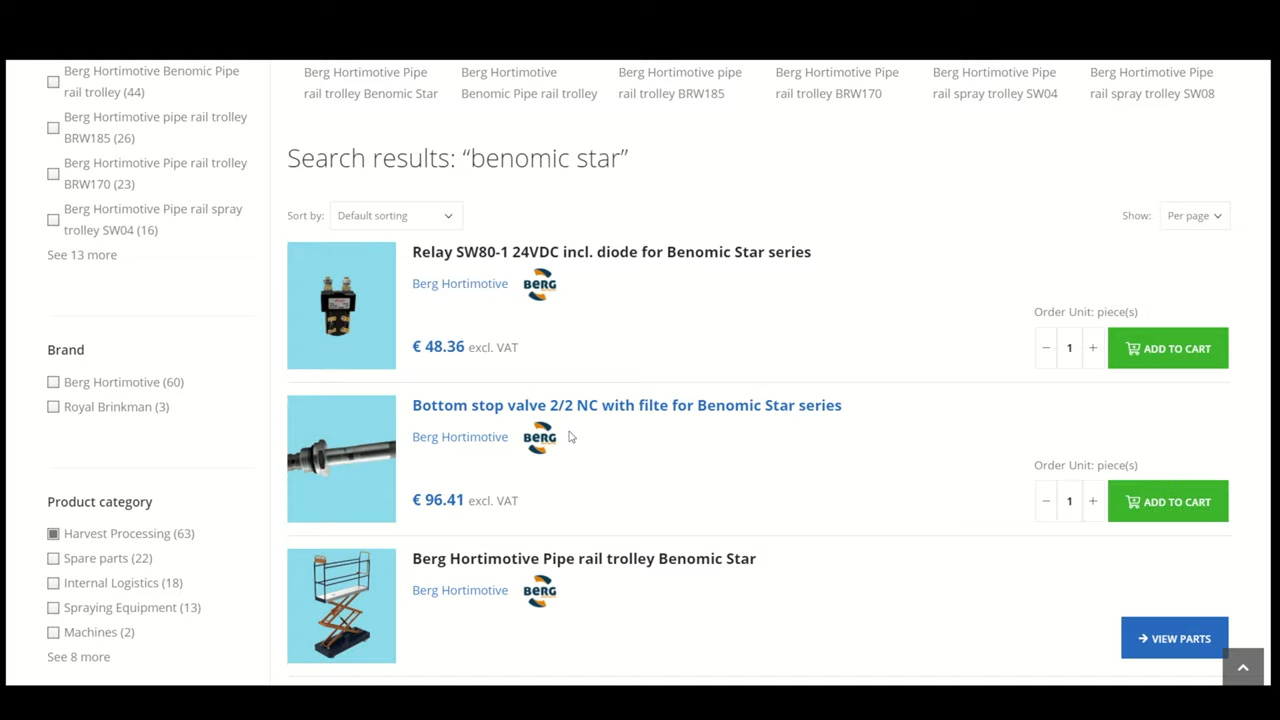 Berg Hortimotive Benomic Pipe
rail trolley (44)
Berg Hortimotive pipe rail trolley
BRW185 (26)
Berg Hortimotive Pipe rail trolley
BRW170 (23)
Berg Hortimotive Pipe rail spray
trolley SW04 (16)
See 13 more
Brand
Berg Hortimotive (60)
Royal Brinkman (3)
Product category
Harvest Processing (63)
Spare parts (22)
Internal Logistics (18)
Spraying Equipment (13)
Machines (2)
See 8 more
Berg Hortimotive Pipe
rail trolley Benomic Star
Berg Hortimotive
Benomic Pipe rail trolley
Berg Hortimotive pipe
rail trolley BRW185
Berg Hortimotive Pipe
rail trolley BRW170
Berg Hortimotive Pipe
rail spray trolley SW04
Berg Hortimotive Pipe
rail spray trolley SW08
Search results: “benomic star”
Sort by: Default sorting
Show: Per page
Relay SW80-1 24VDC incl. diode for Benomic Star series
Berg Hortimotive BERG
€ 48.36 excl. VAT
Order Unit: piece(s)
− 1 + ADD TO CART
Bottom stop valve 2/2 NC with filte for Benomic Star series
Berg Hortimotive BERG
€ 96.41 excl. VAT
Order Unit: piece(s)
− 1 + ADD TO CART
Berg Hortimotive Pipe rail trolley Benomic Star
Berg Hortimotive BERG
VIEW PARTS